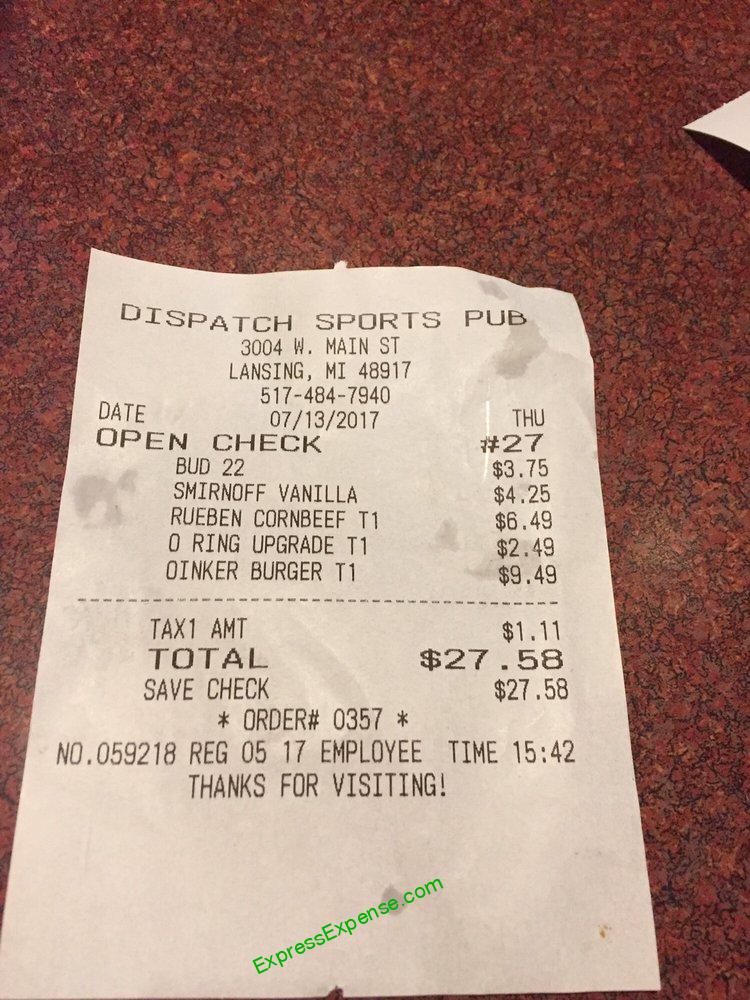 DISPATCH SPORTS PUB
3004 W. MAIN ST
LANSING, MI 48917
517-484-7940
DATE 07/13/2017 THU
OPEN CHECK #27
BUD 22 $3.75
SMIRNOFF VANILLA $4.25
RUEBEN CORNBEEF T1 $6.49
O RING UPGRADE T1 $2.49
OINKER BURGER T1 $9.49
TAX1 AMT $1.11
TOTAL $27.58
SAVE CHECK $27.58
* ORDER# 0357 *
NO.059218 REG 05 17 EMPLOYEE TIME 15:42
THANKS FOR VISITING!
ExpressExpense.com